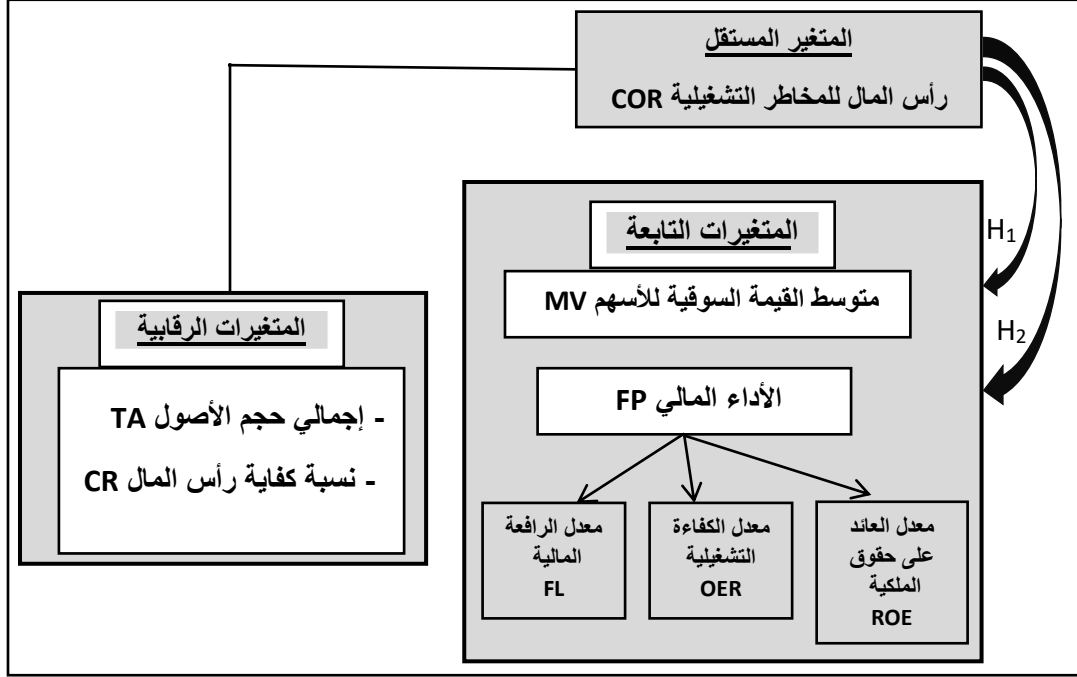 المتغير المستقل
رأس المال للمخاطر التشغيلية COR
المتغيرات التابعة
متوسط القيمة السوقية للأسهم MV
H1
H2
الأداء المالي FP
معدل العائد
على حقوق
الملكية
ROE
معدل الكفاءة
التشغيلية
OER
معدل الرافعة
المالية
FL
المتغيرات الرقابية
- إجمالي حجم الأصول TA
- نسبة كفاية رأس المال CR